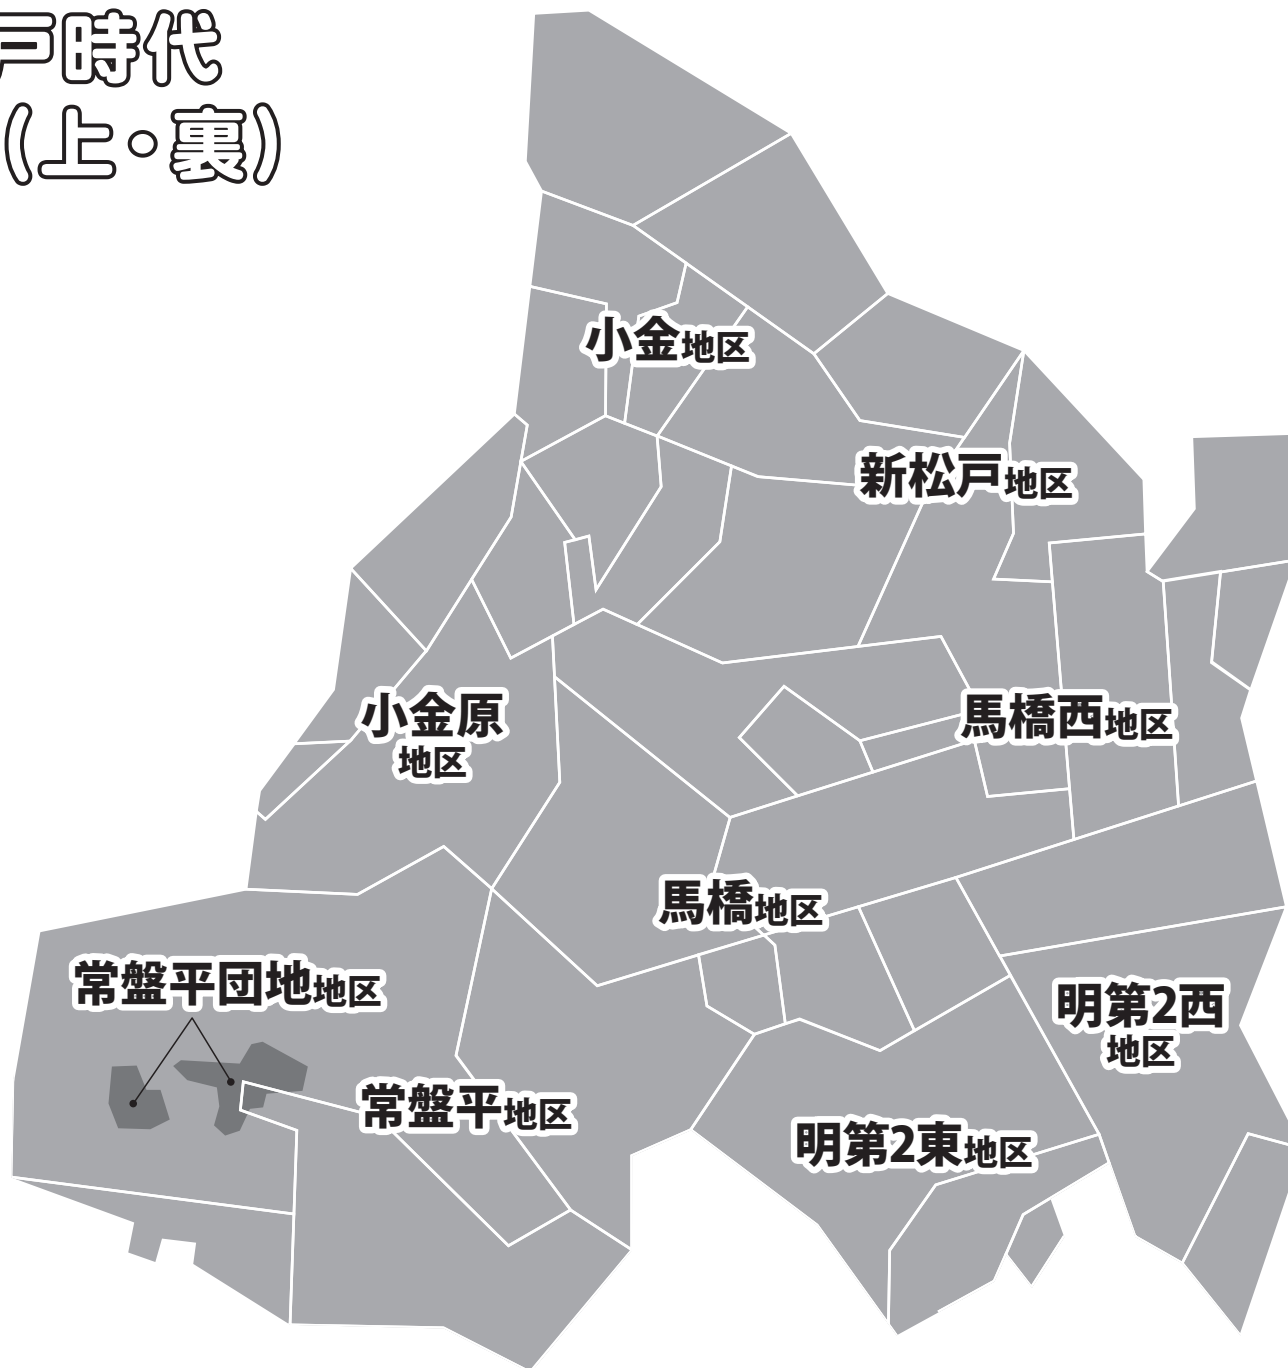 戸時代
(上・裏)
小金地区
新松戸地区
小金原
地区
馬橋西地区
馬橋地区
常盤平団地地区
明第2西
地区
常盤平地区
明第2東地区